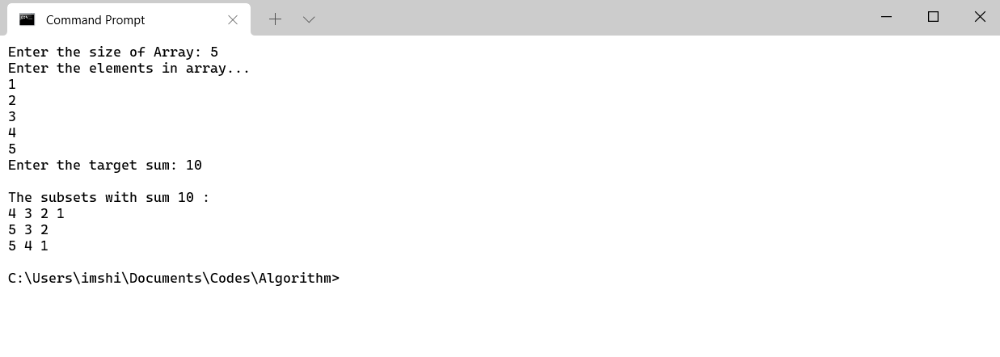 Command Prompt
Enter the size of Array: 5
Enter the elements in array...
1
2
3
4
5
Enter the target sum: 10
The subsets with sum 10 :
4 3 2 1
5 3 2
5 4 1
C:\Users\imshi\Documents\Codes\Algorithm>